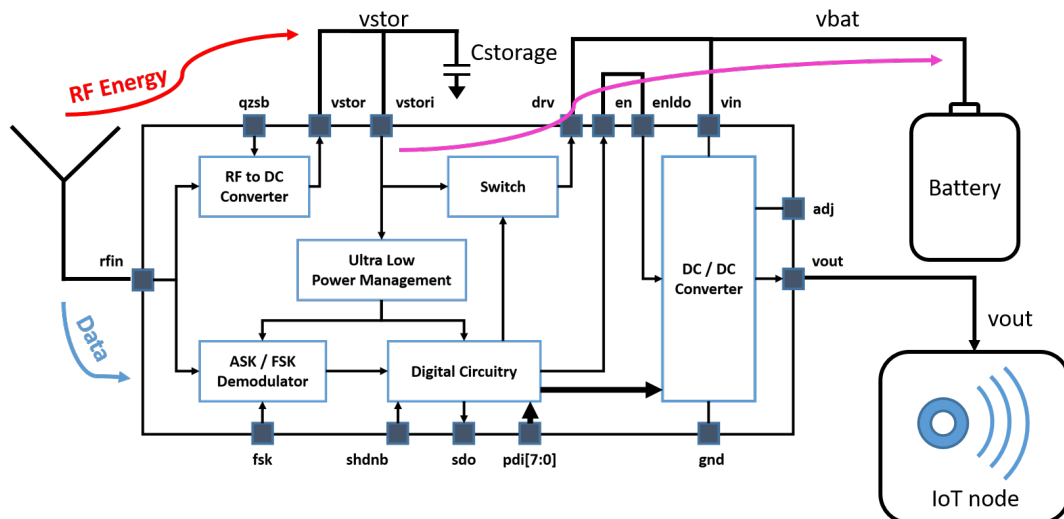 vstor
vbat
Cstorage
RF Energy
qzsb
vstor
vstori
drv
en
enldo
vin
RF to DC
Converter
Switch
Battery
adj
rfin
Ultra Low
Power Management
DC / DC
Converter
vout
Data
vout
ASK / FSK
Demodulator
Digital Circuitry
fsk
shdnb
sdo
pdi[7:0]
gnd
IoT node